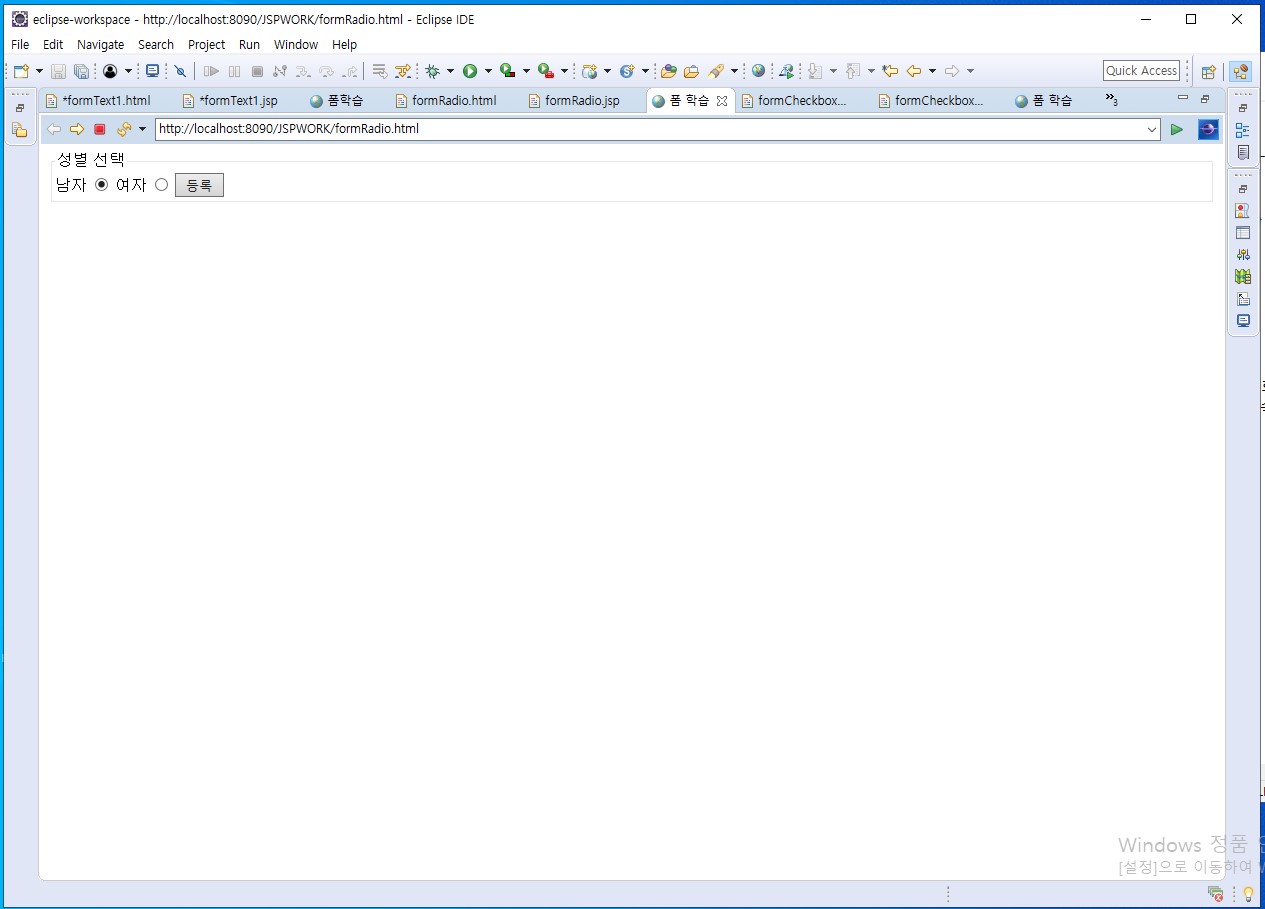 eclipse-workspace - http://localhost:8090/JSPWORK/formRadio.html - Eclipse IDE
File Edit Navigate Search Project Run Window Help
Quick Access
*formText1.html *formText1.jsp 폼학습 formRadio.html formRadio.jsp 폼 학습 formCheckbox... formCheckbox... 폼 학습 »3
http://localhost:8090/JSPWORK/formRadio.html
성별 선택
남자 여자 등록
Windows 정품
[설정]으로 이동하여